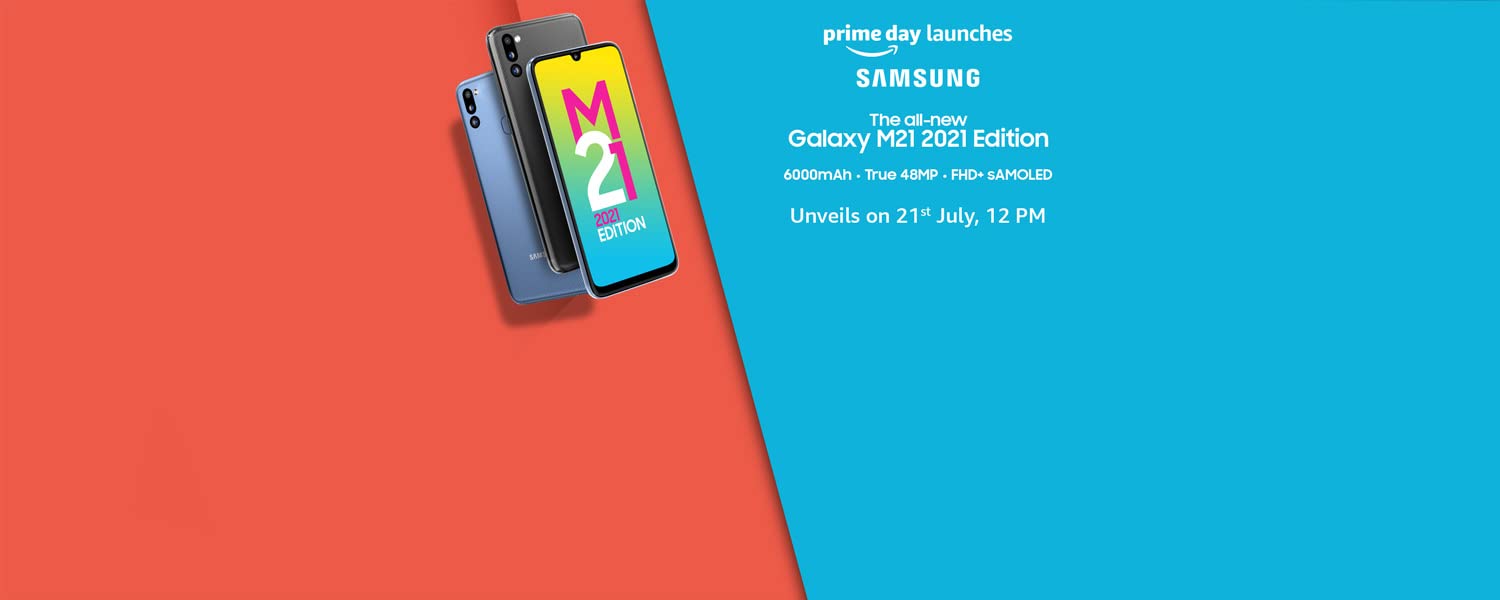 M
21
2021
EDITION
prime day launches
SAMSUNG
The all-new
Galaxy M21 2021 Edition
6000mAh • True 48MP • FHD+ sAMOLED
Unveils on 21st July, 12 PM